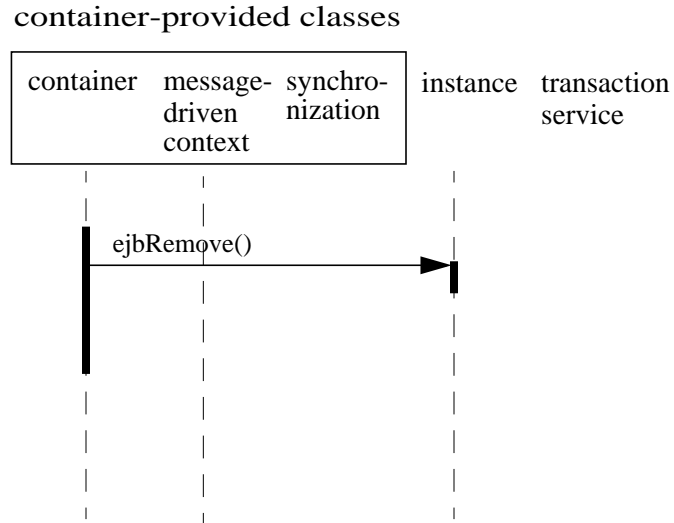 container-provided classes
container
message-
driven
context
synchro-
nization
instance
transaction
service
ejbRemove()